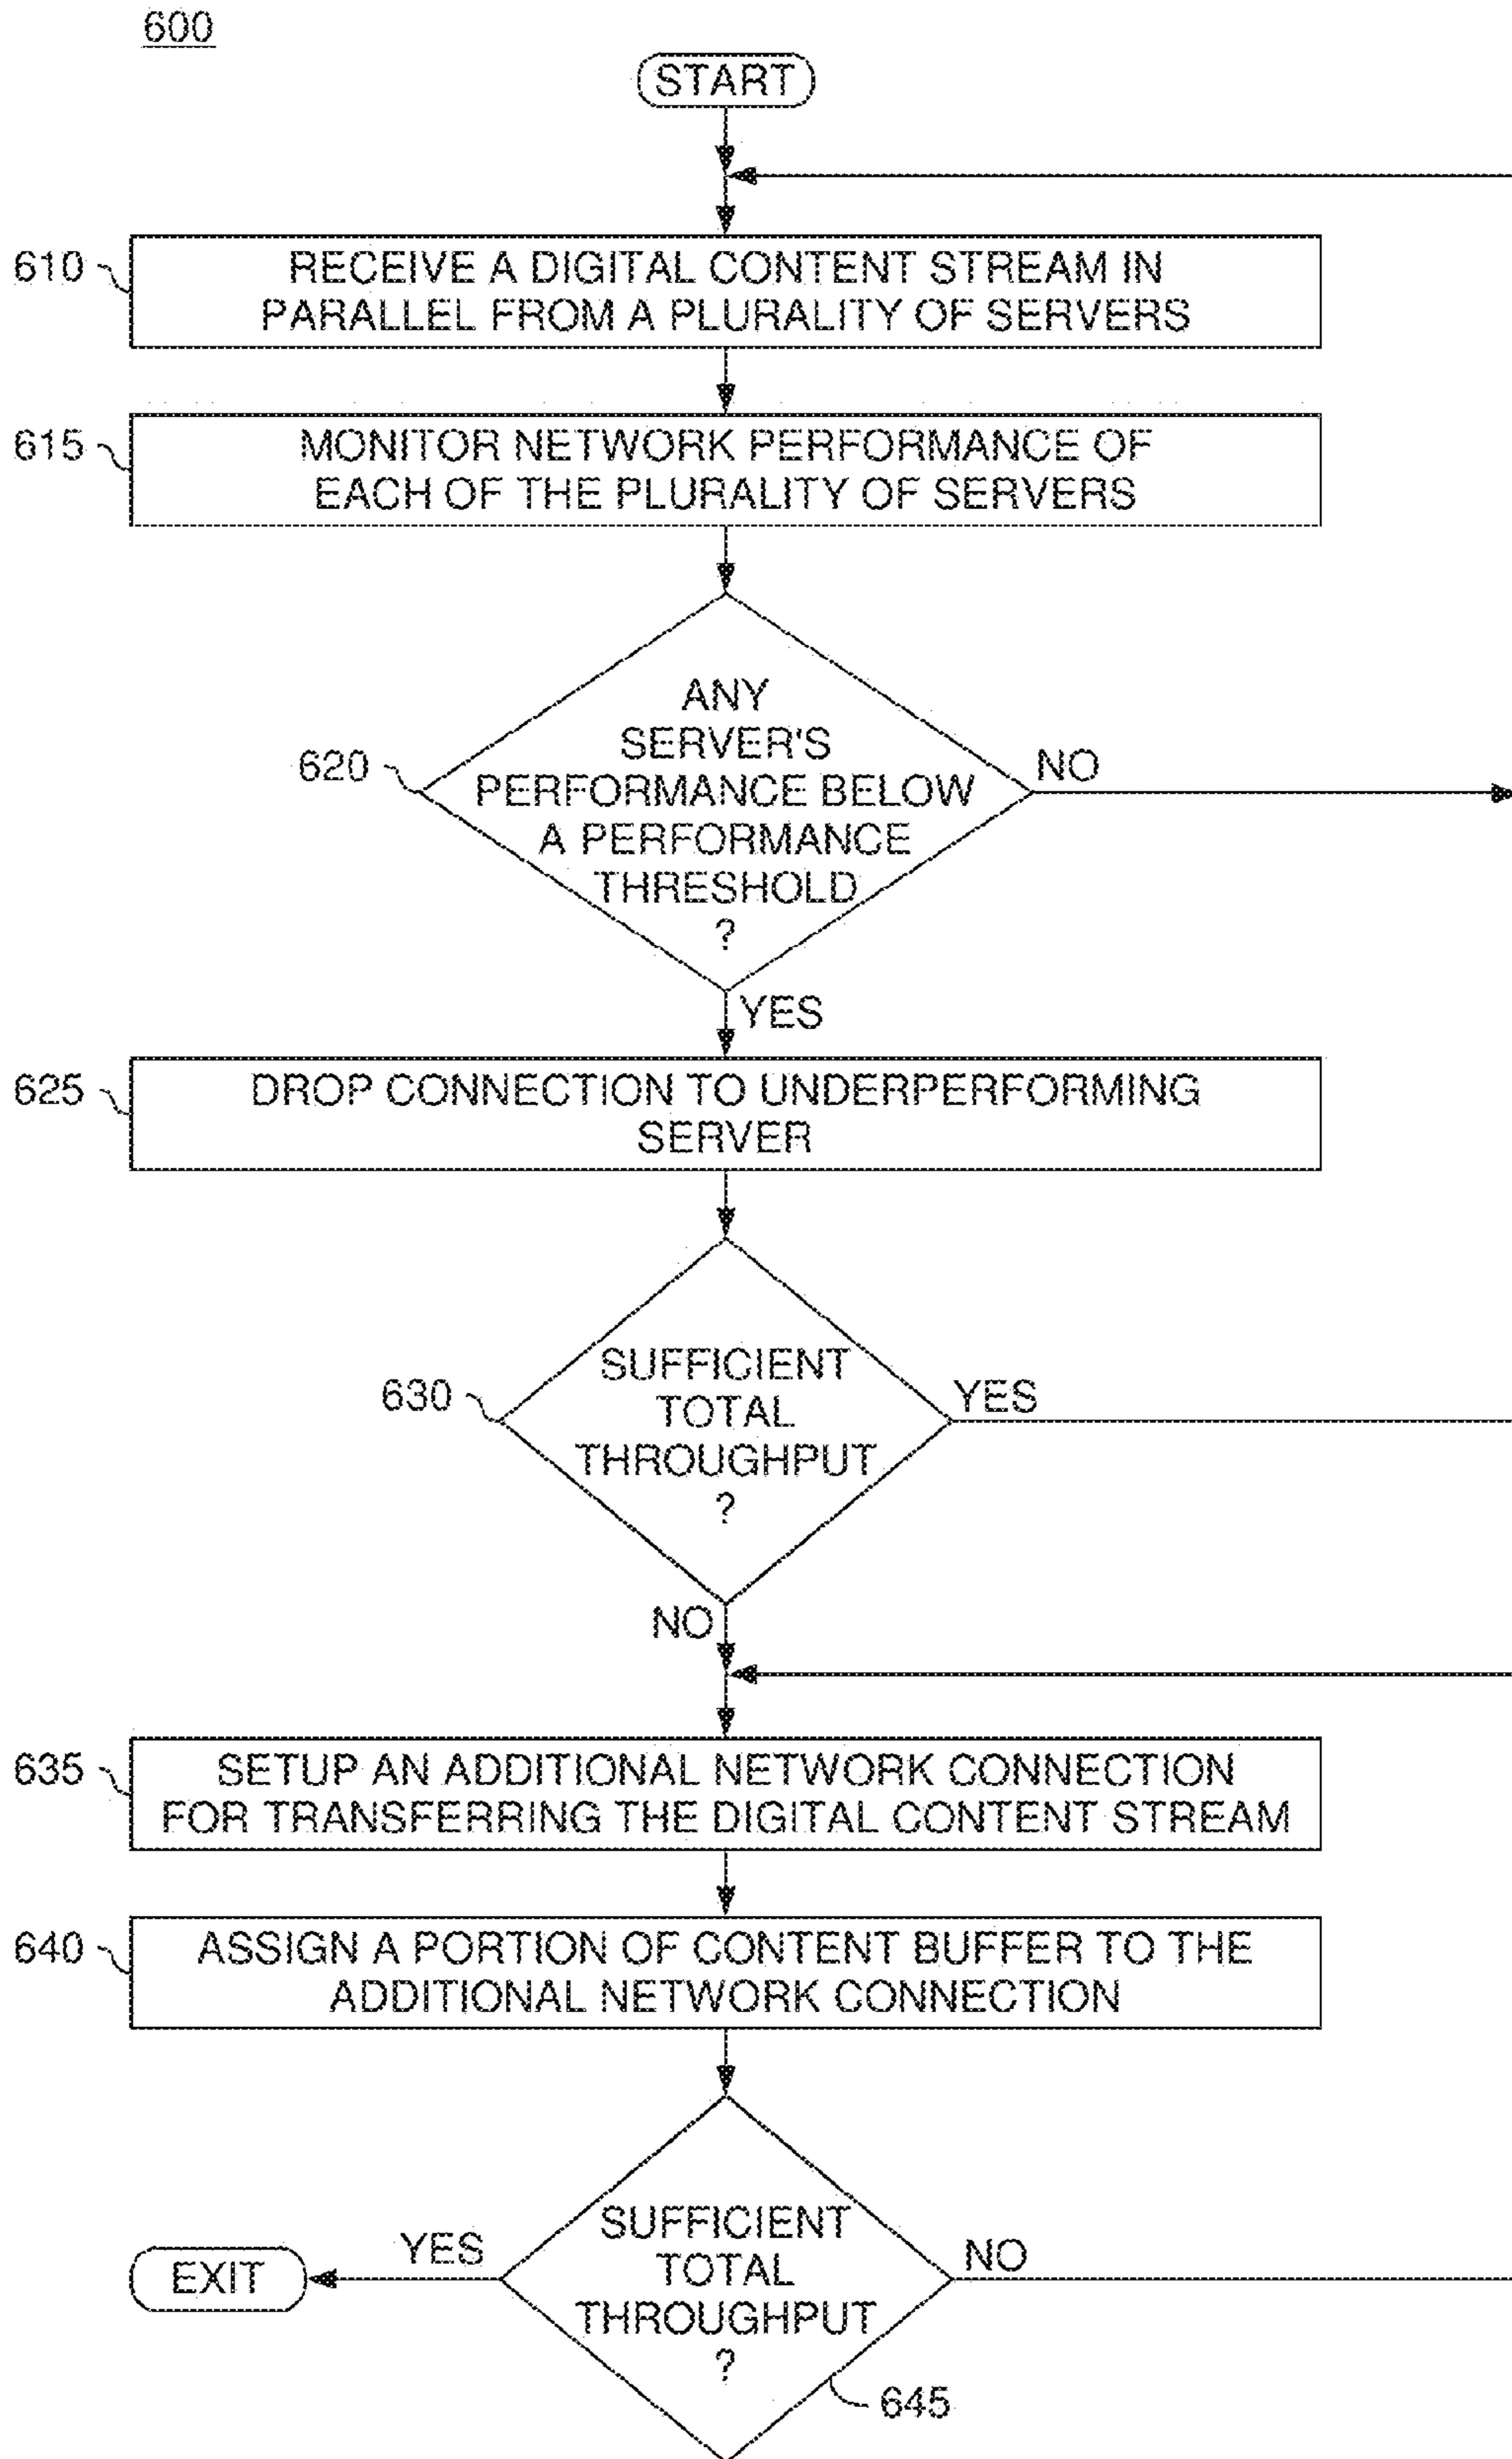 600
START
610
RECEIVE A DIGITAL CONTENT STREAM IN
PARALLEL FROM A PLURALITY OF SERVERS
615
MONITOR NETWORK PERFORMANCE OF
EACH OF THE PLURALITY OF SERVERS
ANY
SERVER'S
620
PERFORMANCE BELOW
A PERFORMANCE
THRESHOLD
?
NO
YES
625
DROP CONNECTION TO UNDERPERFORMING
SERVER
630
SUFFICIENT
TOTAL
THROUGHPUT
?
YES
NO
635
SETUP AN ADDITIONAL NETWORK CONNECTION
FOR TRANSFERRING THE DIGITAL CONTENT STREAM
640
ASSIGN A PORTION OF CONTENT BUFFER TO THE
ADDITIONAL NETWORK CONNECTION
SUFFICIENT
TOTAL
THROUGHPUT
?
YES
EXIT
NO
645